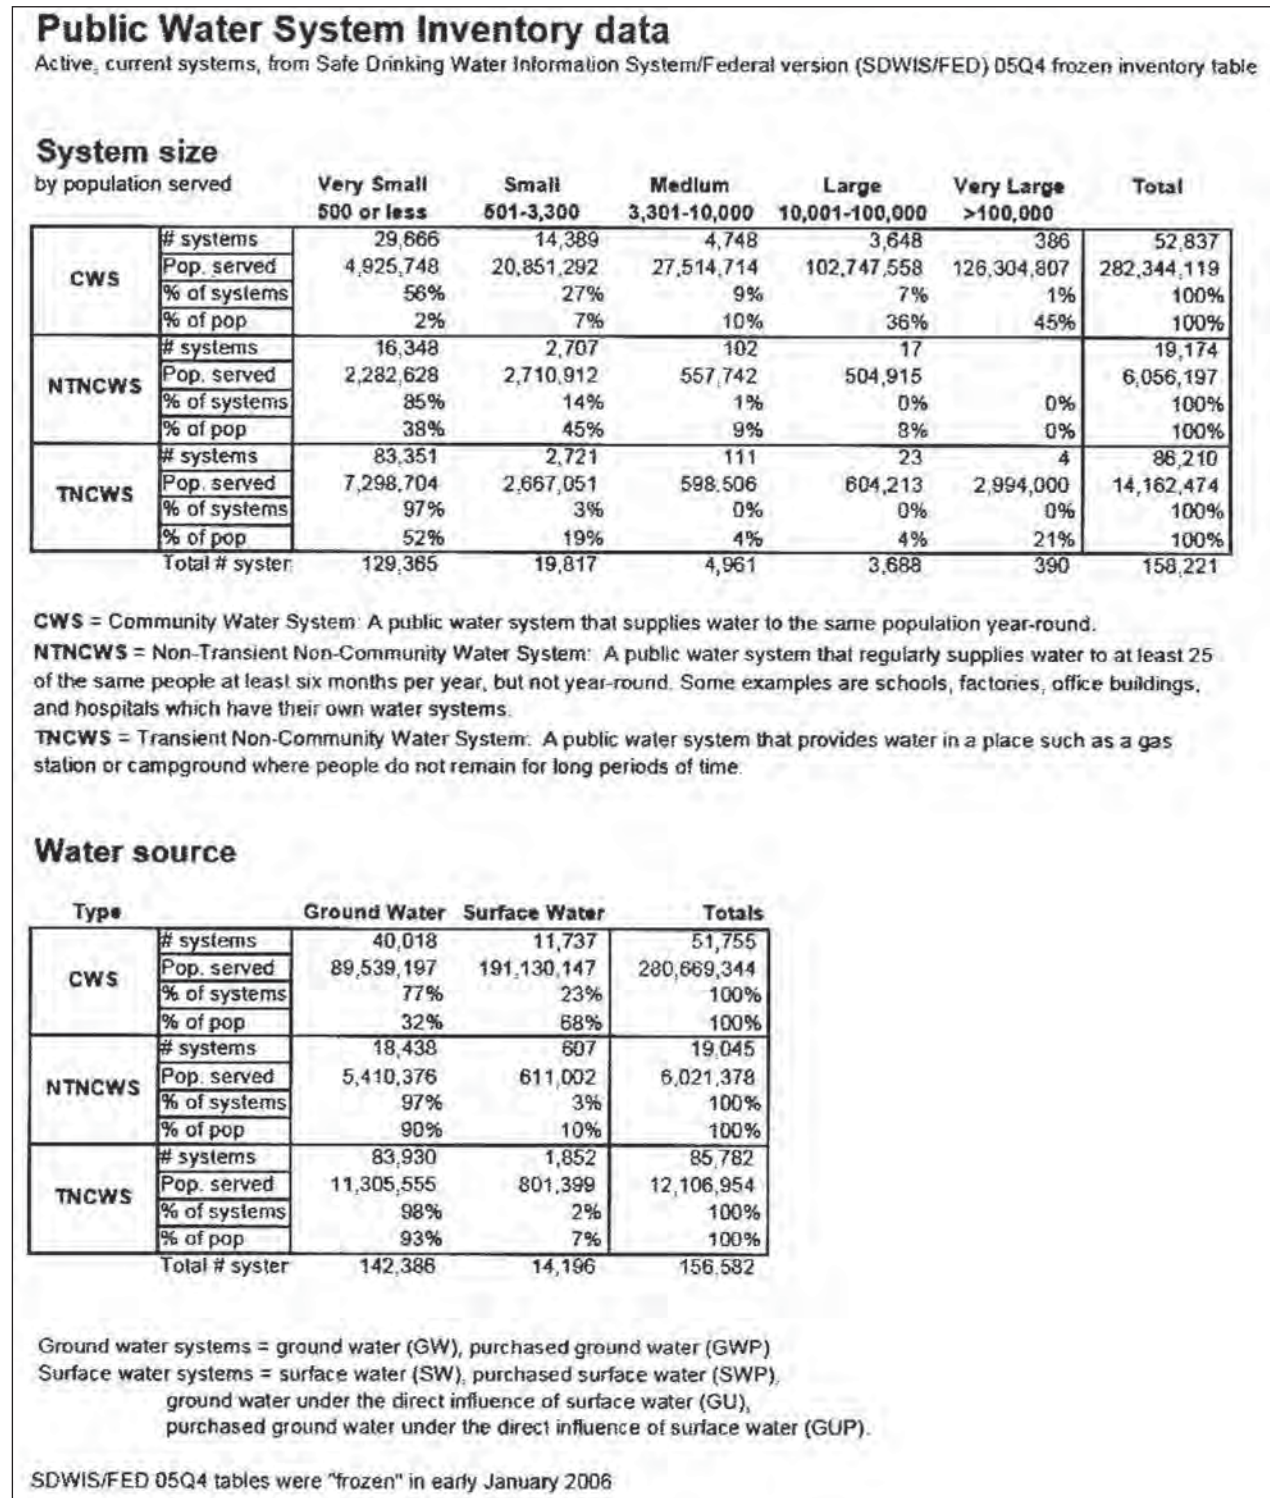 Public Water System Inventory data
Active, current systems, from Safe Drinking Water Information System/Federal version (SDWIS/FED) 05Q4 frozen inventory table
System size
by population served Very Small Small Medium Large Very Large Total
500 or less 501-3,300 3,301-10,000 10,001-100,000 >100,000
CWS
# systems 29,666 14,389 4,748 3,648 386 52,837
Pop. served 4,925,748 20,851,292 27,514,714 102,747,558 126,304,807 282,344,119
% of systems 56% 27% 9% 7% 1% 100%
% of pop 2% 7% 10% 36% 45% 100%
NTNCWS
# systems 16,348 2,707 102 17 19,174
Pop. served 2,282,628 2,710,912 557,742 504,915 6,056,197
% of systems 85% 14% 1% 0% 0% 100%
% of pop 38% 45% 9% 8% 0% 100%
TNCWS
# systems 83,351 2,721 111 23 4 86,210
Pop. served 7,298,704 2,667,051 598,506 604,213 2,994,000 14,162,474
% of systems 97% 3% 0% 0% 0% 100%
% of pop 52% 19% 4% 4% 21% 100%
Total # syster 129,365 19,817 4,961 3,688 390 158,221
CWS = Community Water System: A public water system that supplies water to the same population year-round.
NTNCWS = Non-Transient Non-Community Water System: A public water system that regularly supplies water to at least 25
of the same people at least six months per year, but not year-round. Some examples are schools, factories, office buildings,
and hospitals which have their own water systems.
TNCWS = Transient Non-Community Water System: A public water system that provides water in a place such as a gas
station or campground where people do not remain for long periods of time.
Water source
Type Ground Water Surface Water Totals
CWS
# systems 40,018 11,737 51,755
Pop. served 89,539,197 191,130,147 280,669,344
% of systems 77% 23% 100%
% of pop 32% 68% 100%
NTNCWS
# systems 18,438 607 19,045
Pop. served 5,410,376 611,002 6,021,378
% of systems 97% 3% 100%
% of pop 90% 10% 100%
TNCWS
# systems 83,930 1,852 85,782
Pop. served 11,305,555 801,399 12,106,954
% of systems 98% 2% 100%
% of pop 93% 7% 100%
Total # syster 142,386 14,196 156,582
Ground water systems = ground water (GW), purchased ground water (GWP)
Surface water systems = surface water (SW), purchased surface water (SWP),
ground water under the direct influence of surface water (GU),
purchased ground water under the direct influence of surface water (GUP).
SDWIS/FED 05Q4 tables were "frozen" in early January 2006